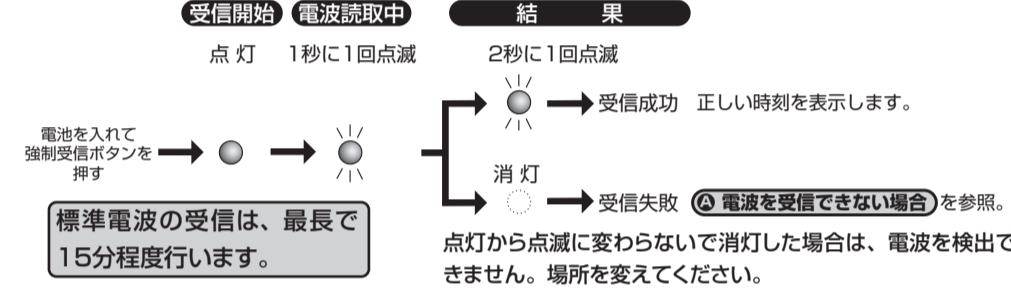 受信開始 電波読取中 結果
点灯 1秒に1回点滅 2秒に1回点滅
電池を入れて
強制受信ボタンを
押す
受信成功 正しい時刻を表示します。
消灯
受信失敗 Ⓐ 電波を受信できない場合 を参照。
標準電波の受信は、最長で
15分程度行います。
点灯から点滅に変わらないで消灯した場合は、電波を検出で
きません。場所を変えてください。